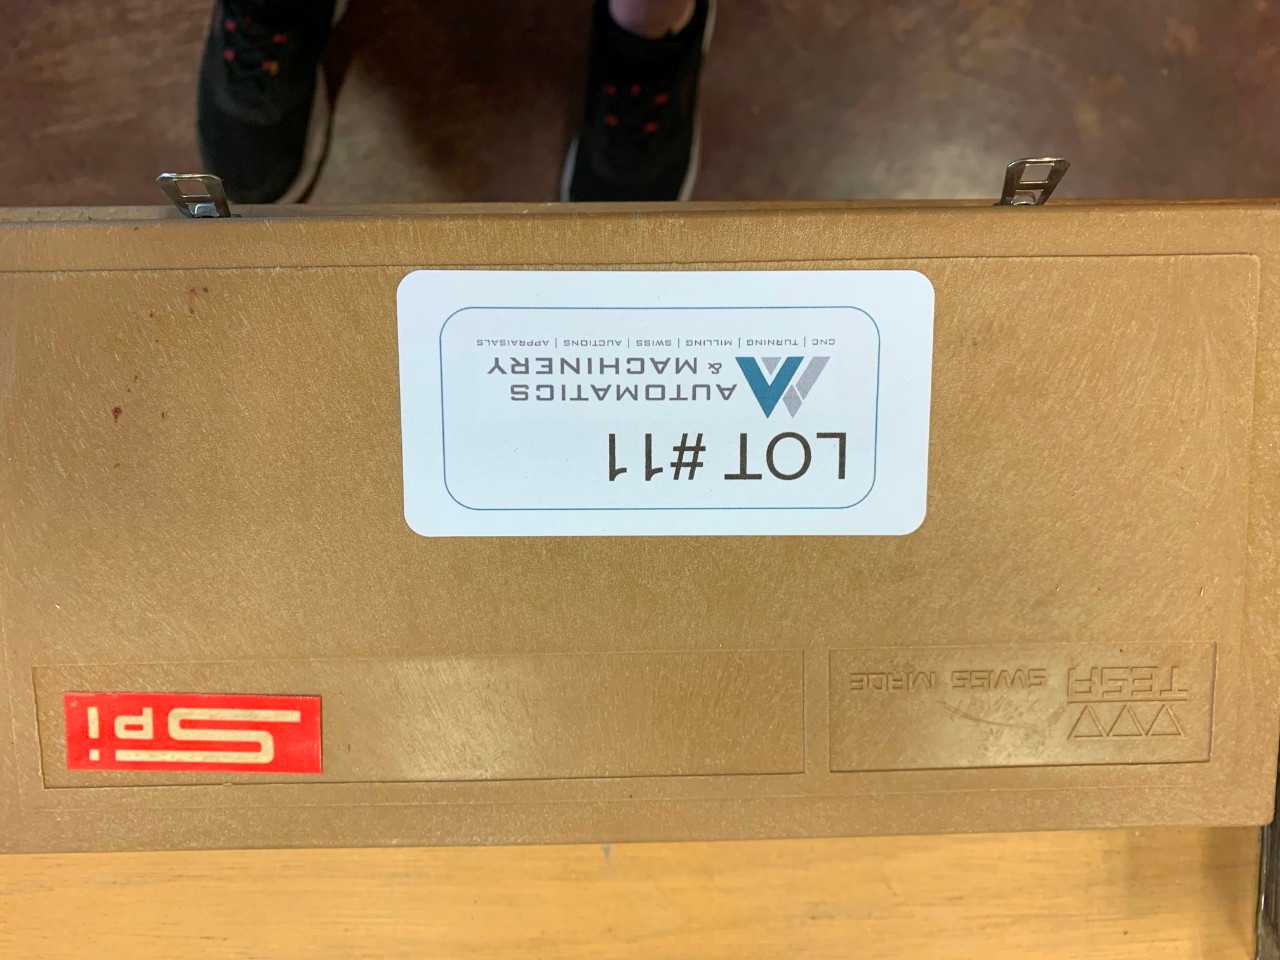 LOT #11
AUTOMATICS
& MACHINERY
CNC | TURNING | MILLING | SWISS | AUCTIONS | APPRAISALS
TESA SWISS MADE
SPi